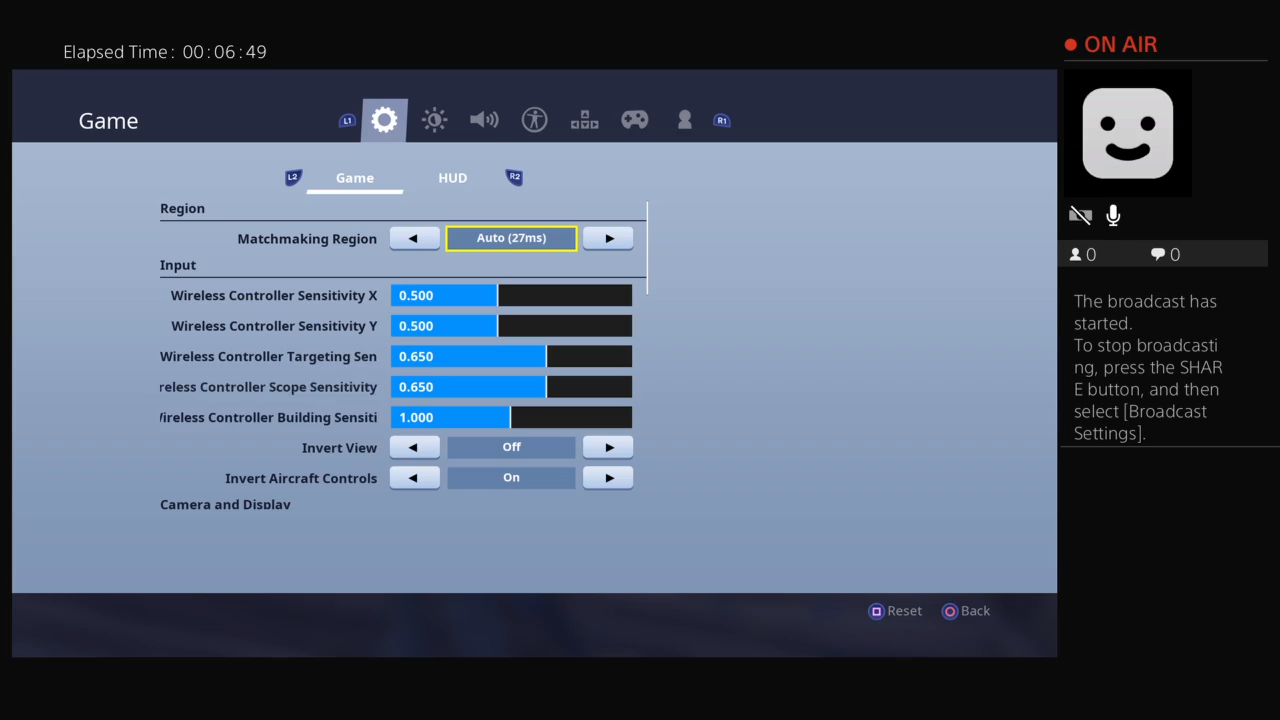 Elapsed Time: 00:06:49
ON AIR
Game
L1
R1
L2
Game
HUD
R2
Region
Matchmaking Region
Auto (27ms)
Input
Wireless Controller Sensitivity X
0.500
Wireless Controller Sensitivity Y
0.500
Wireless Controller Targeting Sen
0.650
reless Controller Scope Sensitivity
0.650
ireless Controller Building Sensiti
1.000
Invert View
Off
Invert Aircraft Controls
On
Camera and Display
Reset
Back
0
0
The broadcast has
started.
To stop broadcasti
ng, press the SHAR
E button, and then
select [Broadcast
Settings].